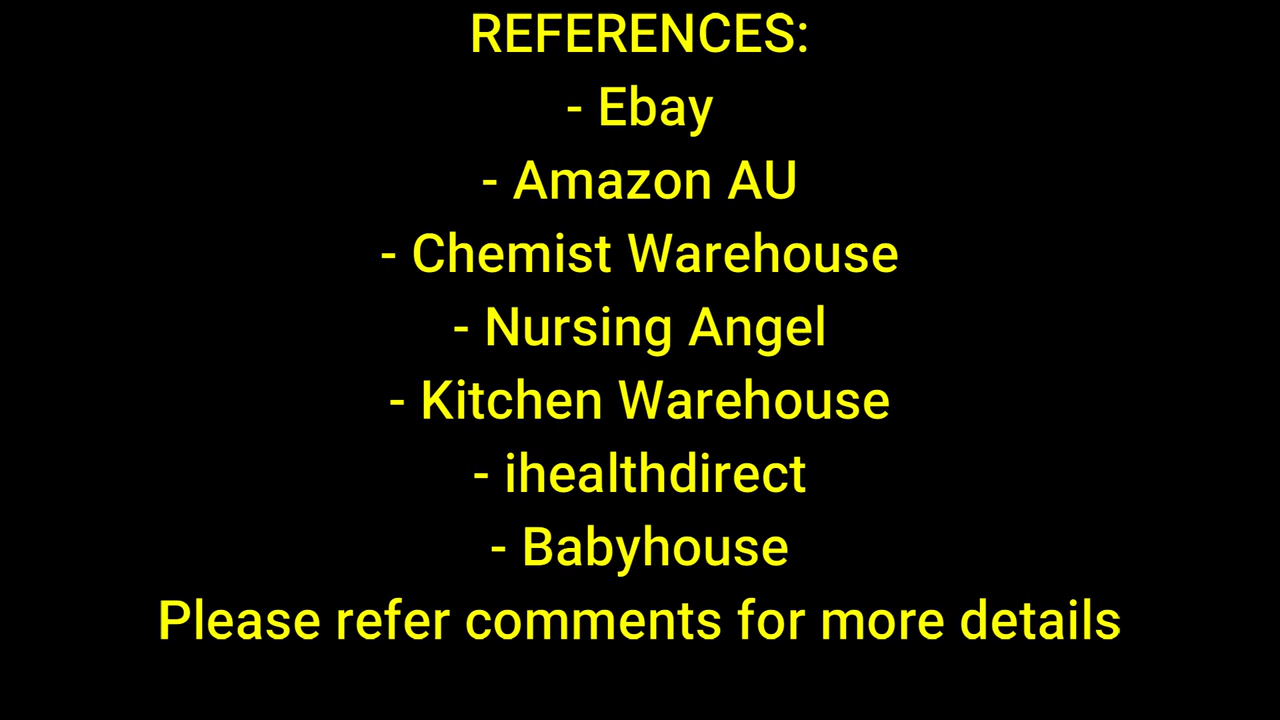 REFERENCES:
- Ebay
- Amazon AU
- Chemist Warehouse
- Nursing Angel
- Kitchen Warehouse
- ihealthdirect
- Babyhouse
Please refer comments for more details